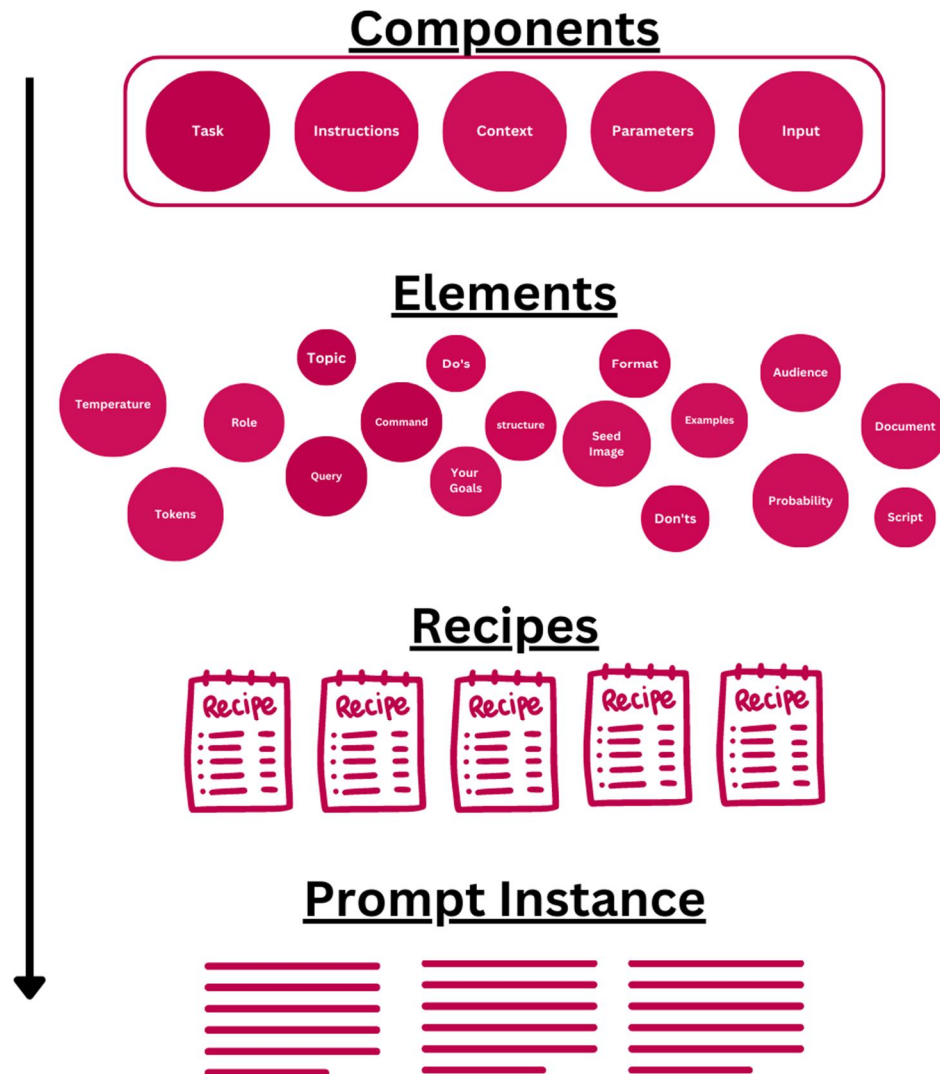 Components
Task
Instructions
Context
Parameters
Input
Elements
Temperature
Tokens
Role
Topic
Query
Command
Do's
Your
Goals
structure
Format
Seed
Image
Don'ts
Examples
Audience
Probability
Document
Script
Recipes
Recipe
Recipe
Recipe
Recipe
Recipe
Prompt Instance